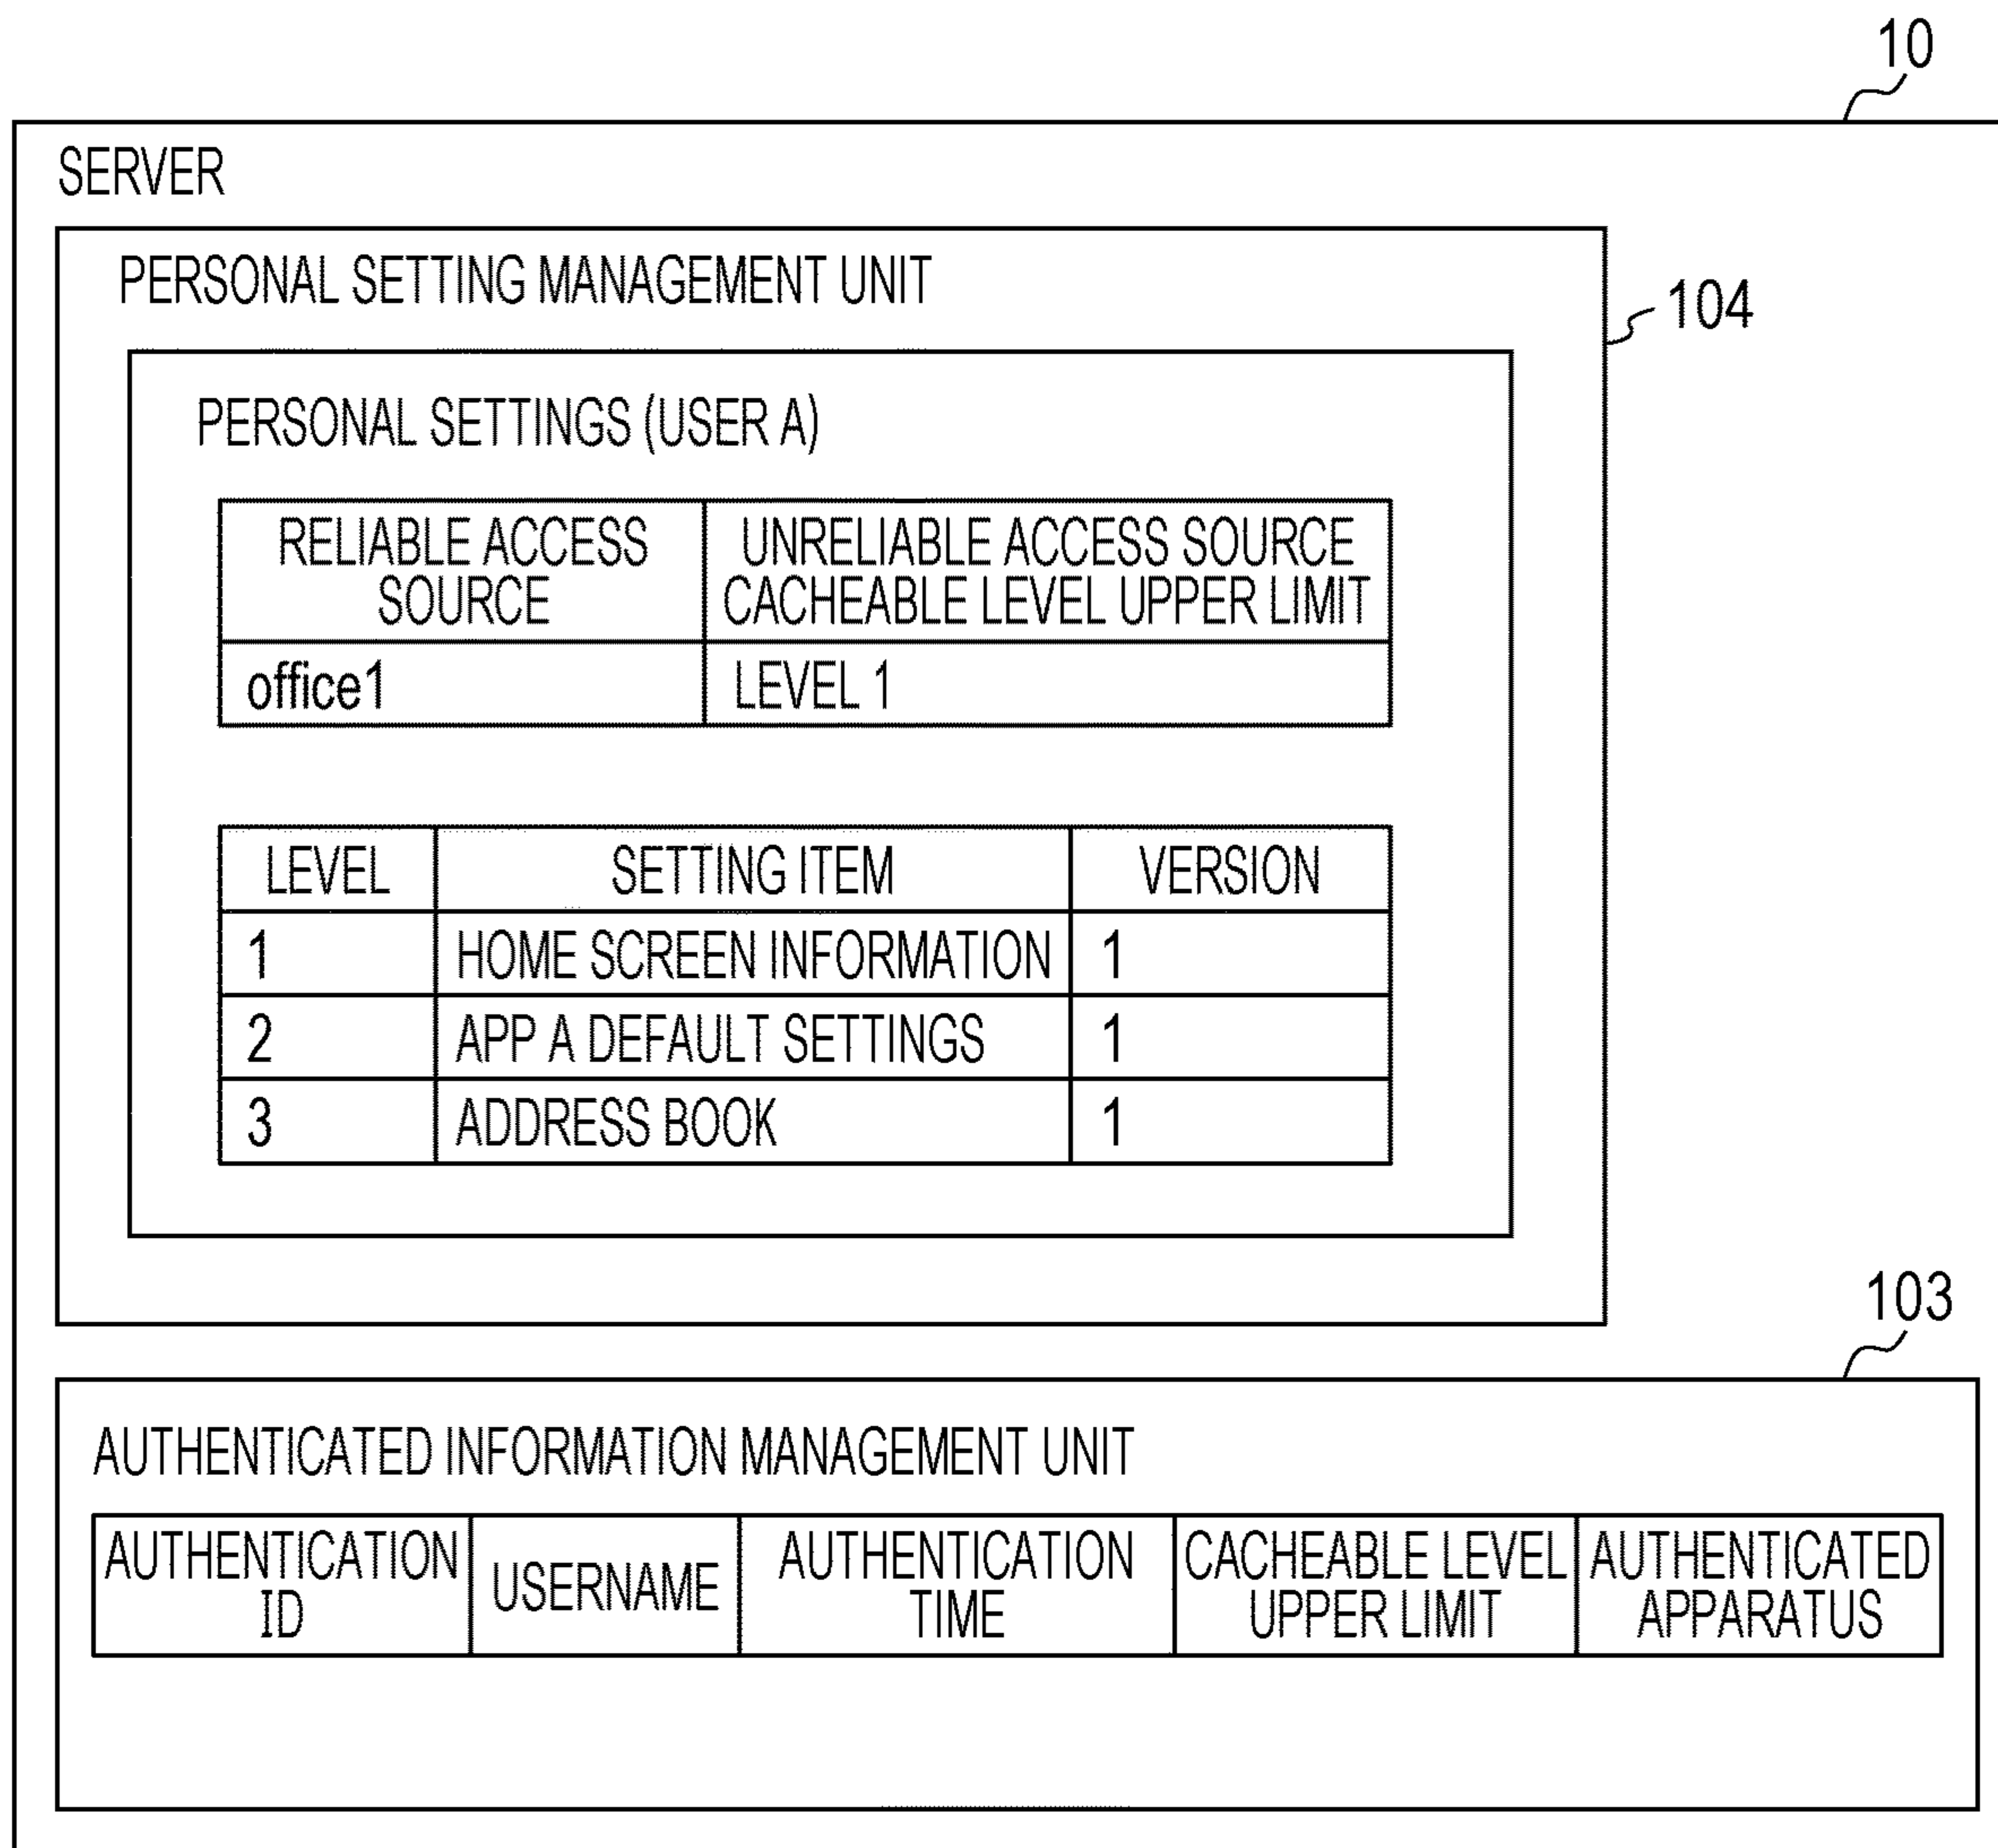 10
SERVER
PERSONAL SETTING MANAGEMENT UNIT
104
PERSONAL SETTINGS (USER A)
RELIABLE ACCESS
SOURCE
UNRELIABLE ACCESS SOURCE
CACHEABLE LEVEL UPPER LIMIT
office1
LEVEL 1
LEVEL
SETTING ITEM
VERSION
1
HOME SCREEN INFORMATION
1
2
APP A DEFAULT SETTINGS
1
3
ADDRESS BOOK
1
103
AUTHENTICATED INFORMATION MANAGEMENT UNIT
AUTHENTICATION
ID
USERNAME
AUTHENTICATION
TIME
CACHEABLE LEVEL
UPPER LIMIT
AUTHENTICATED
APPARATUS